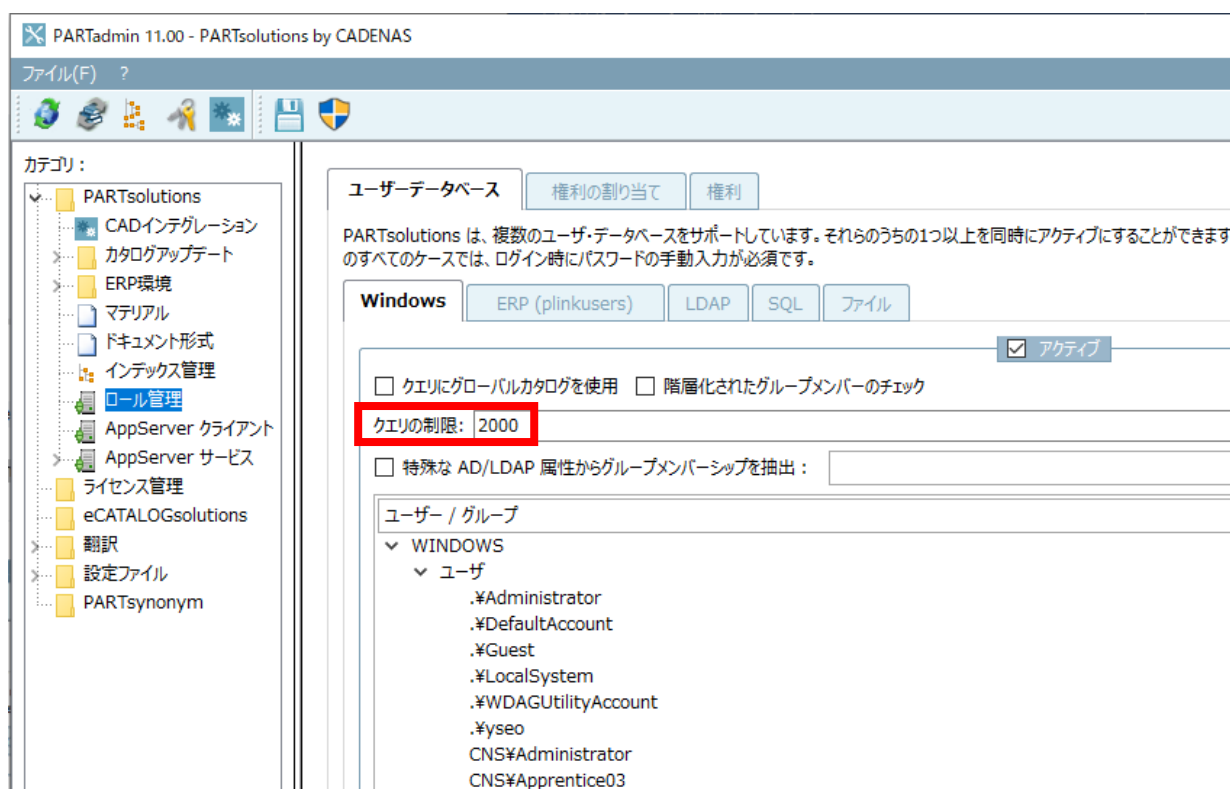 PARTadmin 11.00 - PARTsolutions by CADENAS
ファイル(F) ?
カテゴリ：
PARTsolutions
CADインテグレーション
カタログアップデート
ERP環境
マテリアル
ドキュメント形式
インデックス管理
ロール管理
AppServer クライアント
AppServer サービス
ライセンス管理
eCATALOGsolutions
翻訳
設定ファイル
PARTsynonym
ユーザーデータベース 権利の割り当て 権利
PARTsolutions は、複数のユーザ・データベースをサポートしています。それらのうちの1つ以上を同時にアクティブにすることができます
のすべてのケースでは、ログイン時にパスワードの手動入力が必須です。
Windows ERP (plinkusers) LDAP SQL ファイル
アクティブ
クエリにグローバルカタログを使用 階層化されたグループメンバーのチェック
クエリの制限: 2000
特殊な AD/LDAP 属性からグループメンバーシップを抽出：
ユーザー / グループ
WINDOWS
ユーザ
.¥Administrator
.¥DefaultAccount
.¥Guest
.¥LocalSystem
.¥WDAGUtilityAccount
.¥yseo
CNS¥Administrator
CNS¥Apprentice03